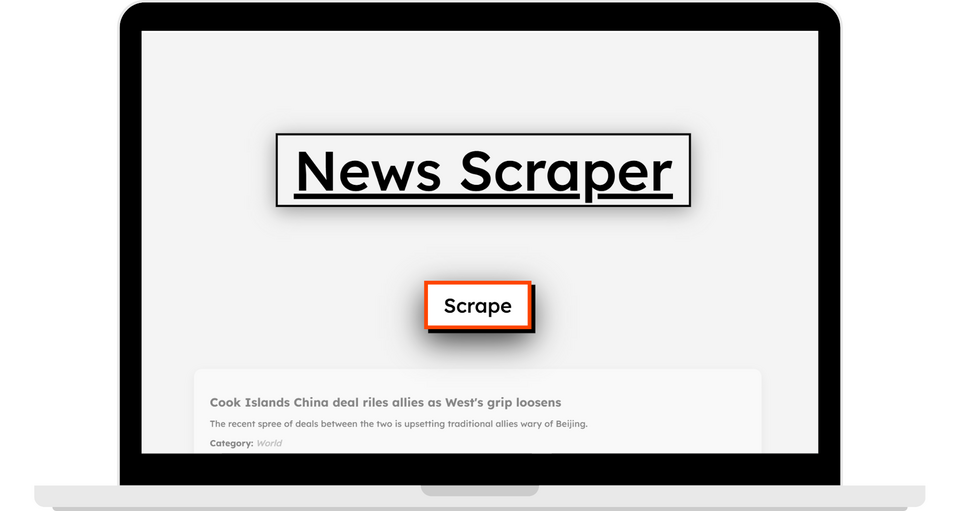 News Scraper
Scrape
Cook Islands China deal riles allies as West's grip loosens
The recent spree of deals between the two is upsetting traditional allies wary of Beijing.
Category: World